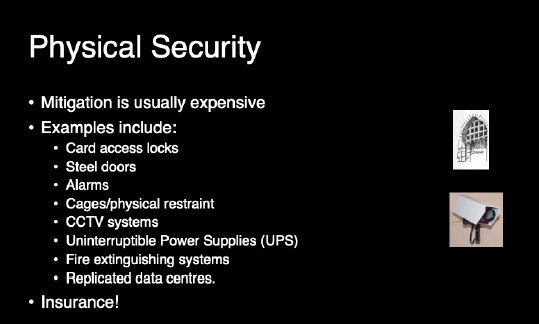 Physical Security
• Mitigation is usually expensive
• Examples include:
• Card access locks
• Steel doors
• Alarms
• Cages/physical restraint
• CCTV systems
• Uninterruptible Power Supplies (UPS)
• Fire extinguishing systems
• Replicated data centres.
• Insurance!